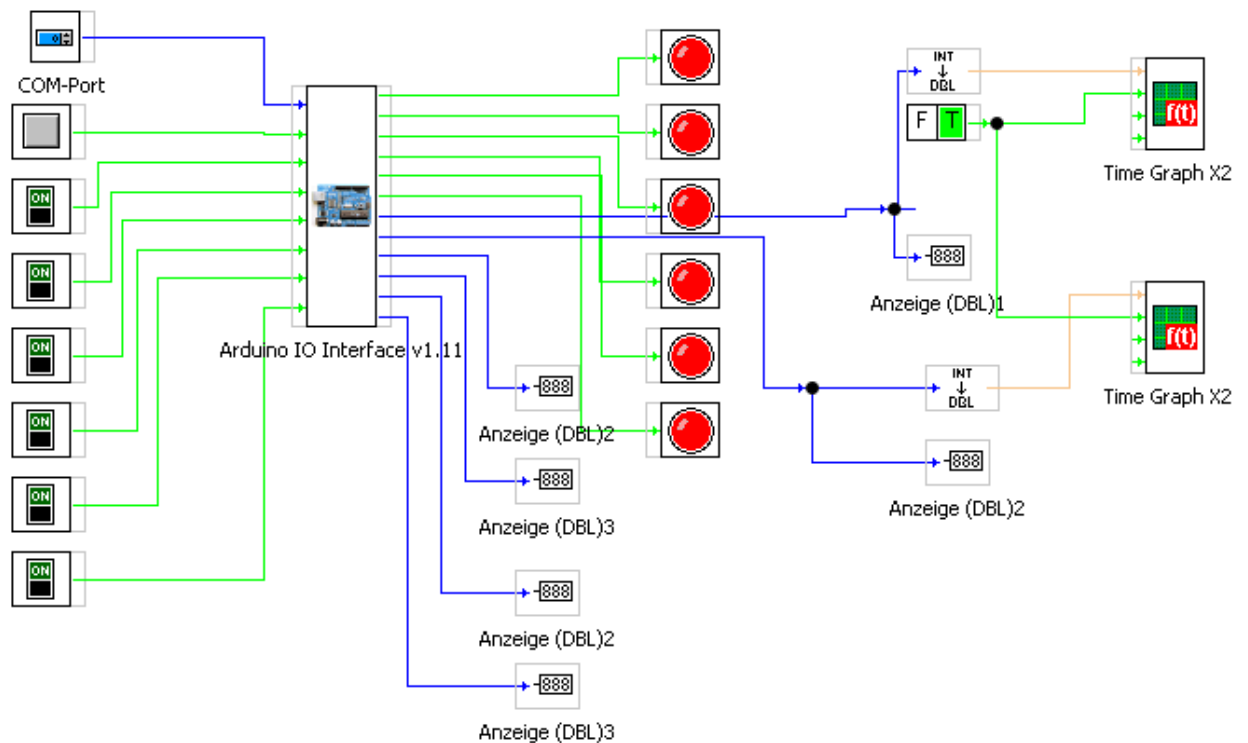 0
COM-Port
ON
ON
ON
ON
ON
ON
Arduino IO Interface v1.11
-888
Anzeige (DBL)2
-888
Anzeige (DBL)3
-888
Anzeige (DBL)2
-888
Anzeige (DBL)3
INT
DBL
F T
-888
Anzeige (DBL)1
INT
DBL
-888
Anzeige (DBL)2
f(t)
Time Graph X2
f(t)
Time Graph X2